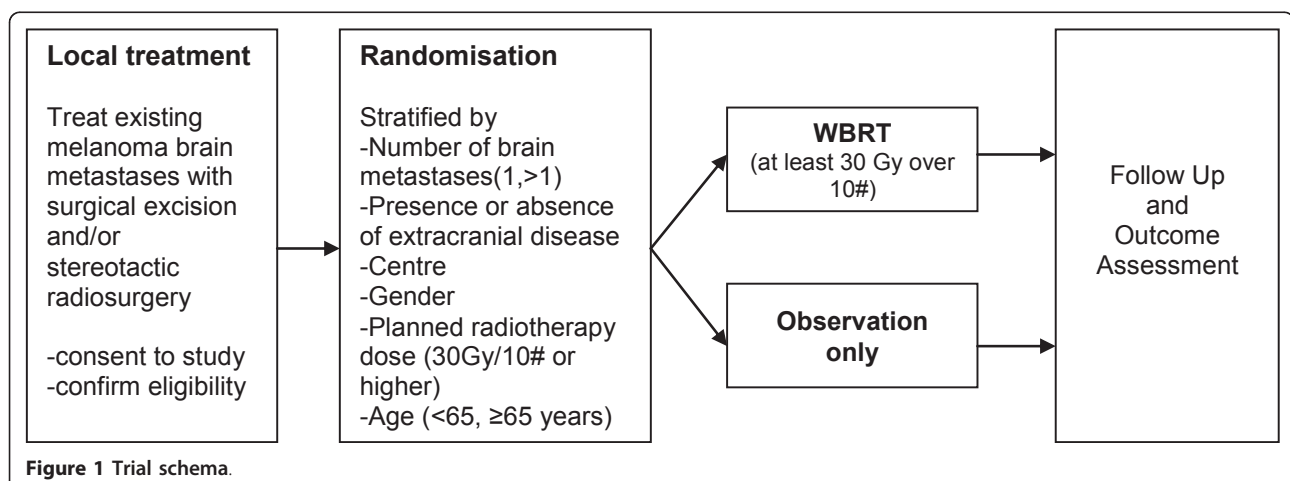 Local treatment
Treat existing
melanoma brain
metastases with
surgical excision
and/or
stereotactic
radiosurgery
-consent to study
-confirm eligibility
Randomisation
Stratified by
-Number of brain
metastases(1,>1)
-Presence or absence
of extracranial disease
-Centre
-Gender
-Planned radiotherapy
dose (30Gy/10# or
higher)
-Age (<65, ≥65 years)
WBRT
(at least 30 Gy over
10#)
Observation
only
Follow Up
and
Outcome
Assessment
Figure 1 Trial schema.